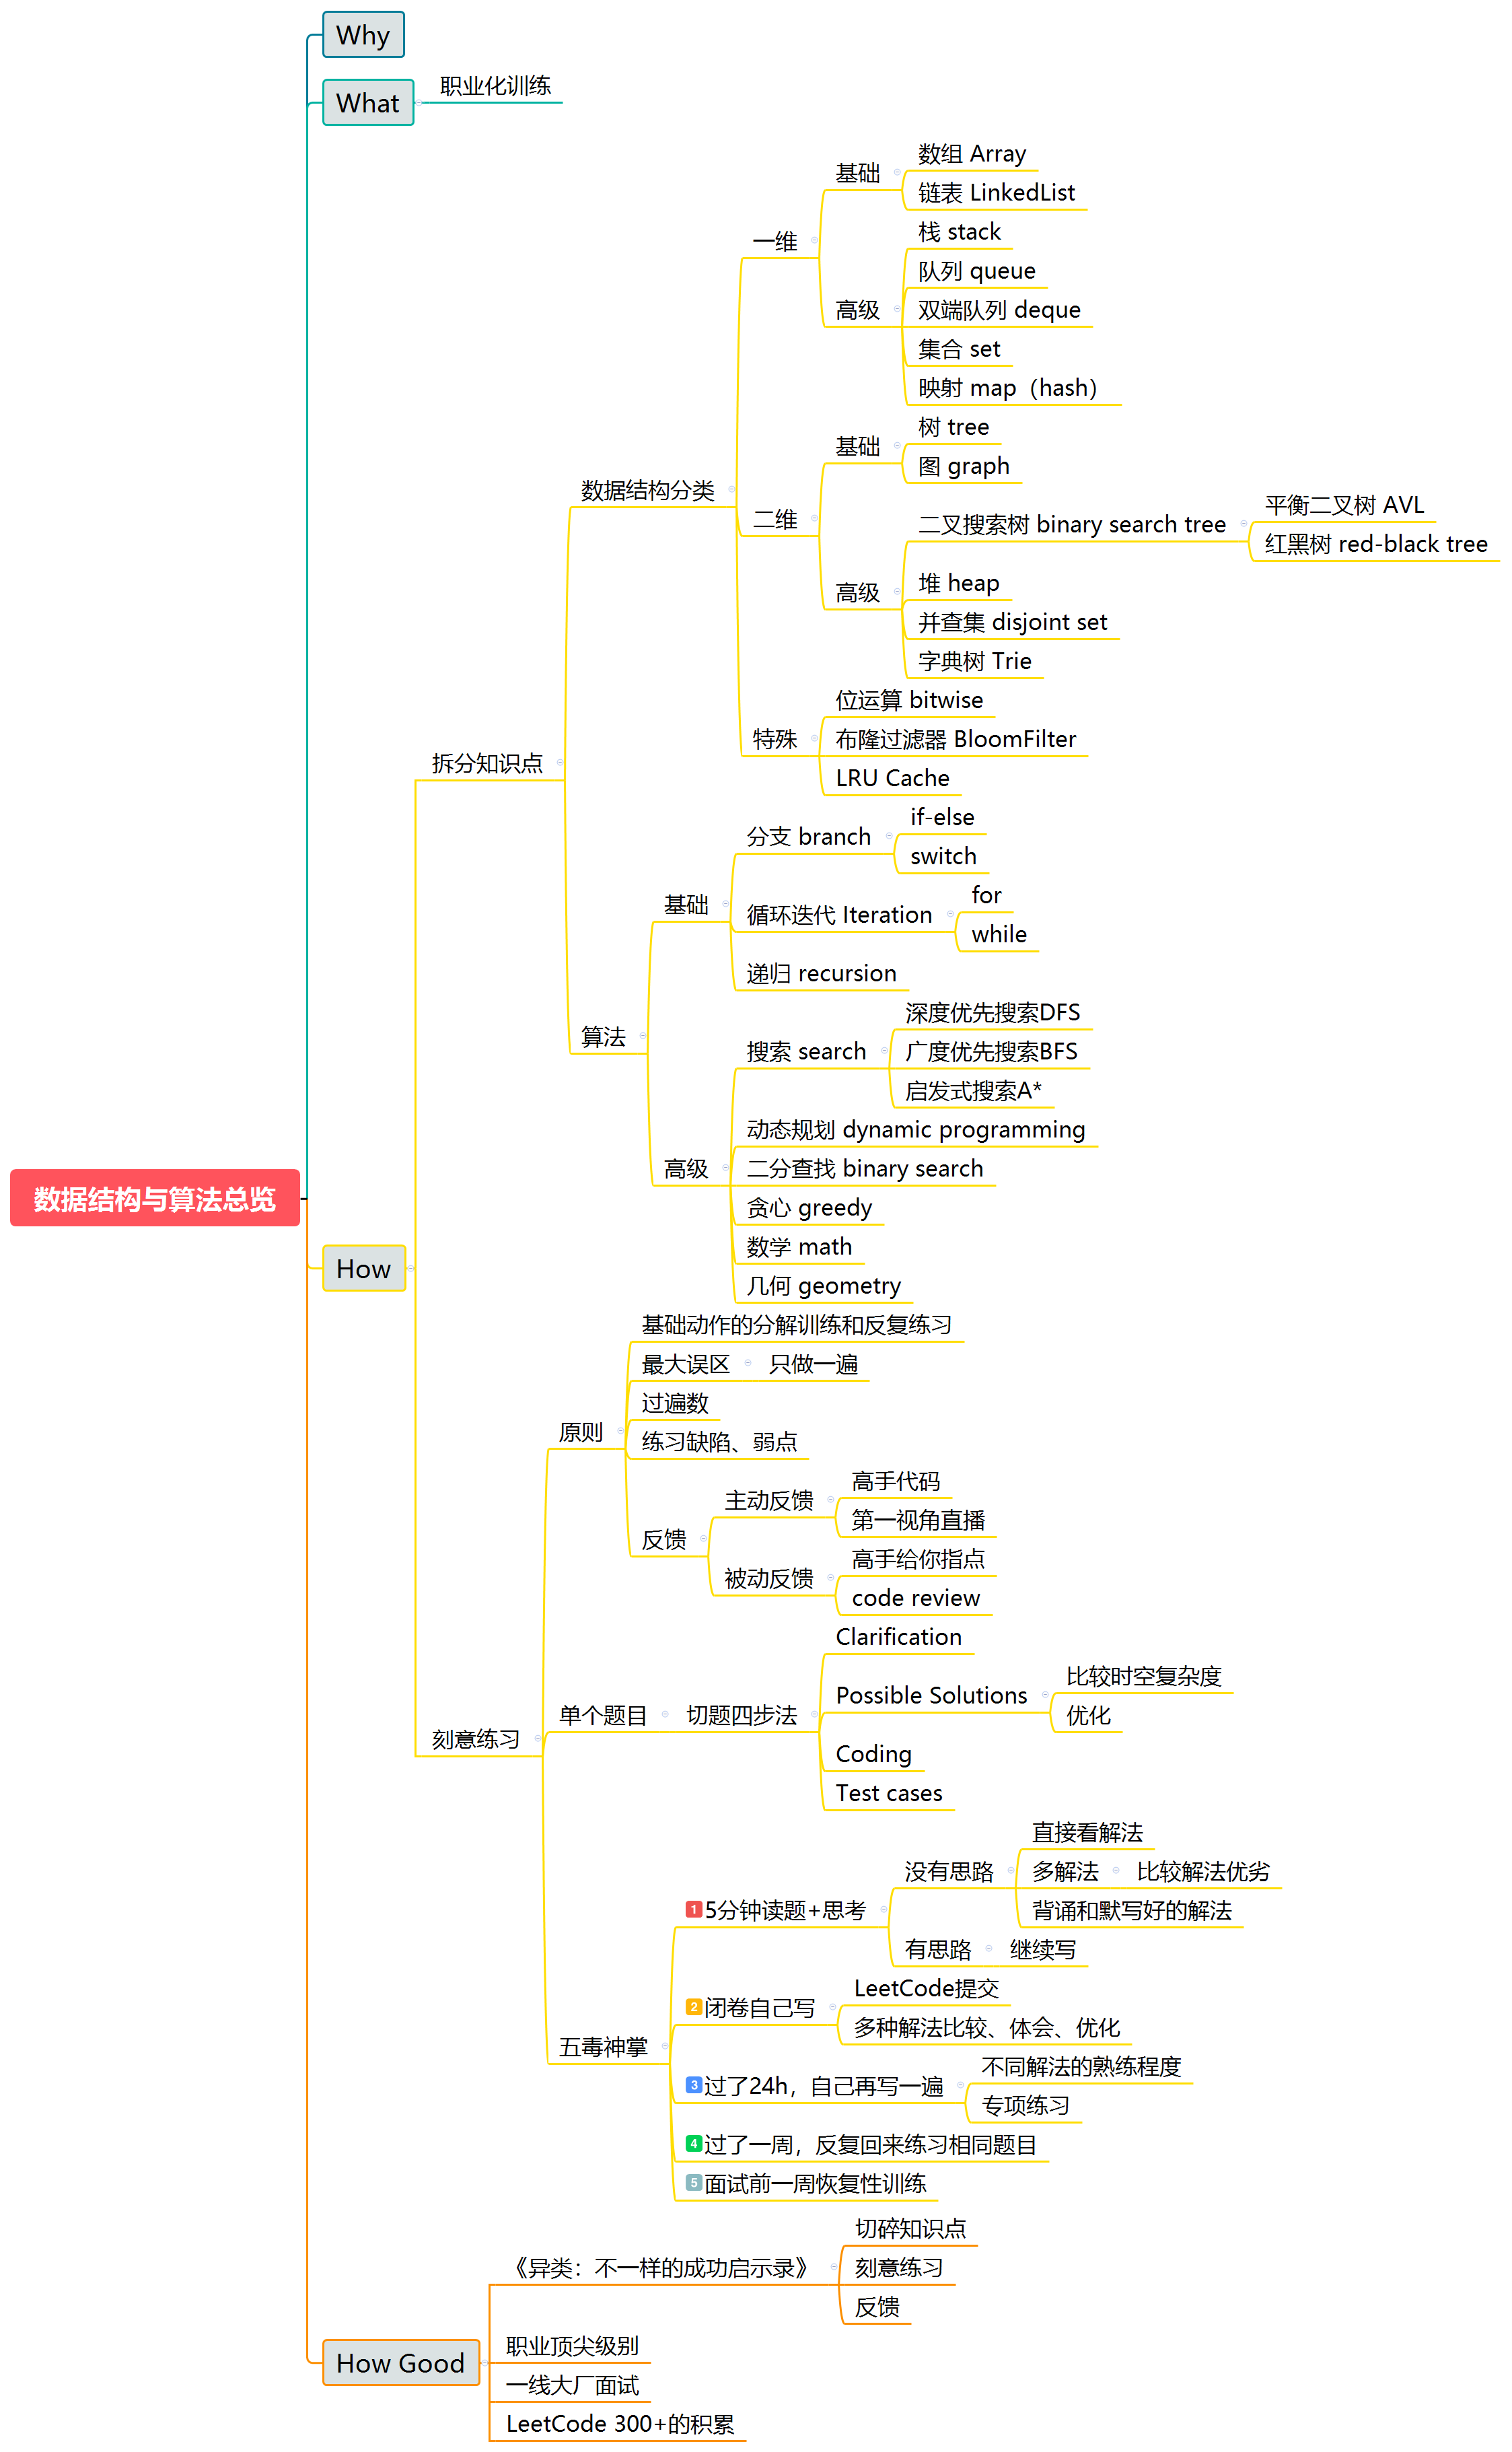 Why
What
职业化训练
数组 Array
基础
链表 LinkedList
一维
栈 stack
队列 queue
高级
双端队列 deque
集合 set
映射 map（hash）
树 tree
基础
图 graph
数据结构分类
二维
平衡二叉树 AVL
二叉搜索树 binary search tree
红黑树 red-black tree
高级
堆 heap
并查集 disjoint set
字典树 Trie
位运算 bitwise
特殊
布隆过滤器 BloomFilter
拆分知识点
LRU Cache
if-else
分支 branch
switch
for
基础
循环迭代 Iteration
while
递归 recursion
深度优先搜索DFS
算法
搜索 search
广度优先搜索BFS
启发式搜索A*
动态规划 dynamic programming
高级
二分查找 binary search
数据结构与算法总览
贪心 greedy
数学 math
How
几何 geometry
基础动作的分解训练和反复练习
最大误区
只做一遍
过遍数
原则
练习缺陷、弱点
高手代码
主动反馈
第一视角直播
反馈
高手给你指点
被动反馈
code review
Clarification
比较时空复杂度
Possible Solutions
单个题目
切题四步法
优化
刻意练习
Coding
Test cases
直接看解法
没有思路
多解法
比较解法优劣
1 5分钟读题+思考
背诵和默写好的解法
有思路
继续写
LeetCode提交
2 闭卷自己写
多种解法比较、体会、优化
五毒神掌
不同解法的熟练程度
3 过了24h，自己再写一遍
专项练习
4 过了一周，反复回来练习相同题目
5 面试前一周恢复性训练
切碎知识点
《异类：不一样的成功启示录》
刻意练习
反馈
职业顶尖级别
How Good
一线大厂面试
LeetCode 300+的积累